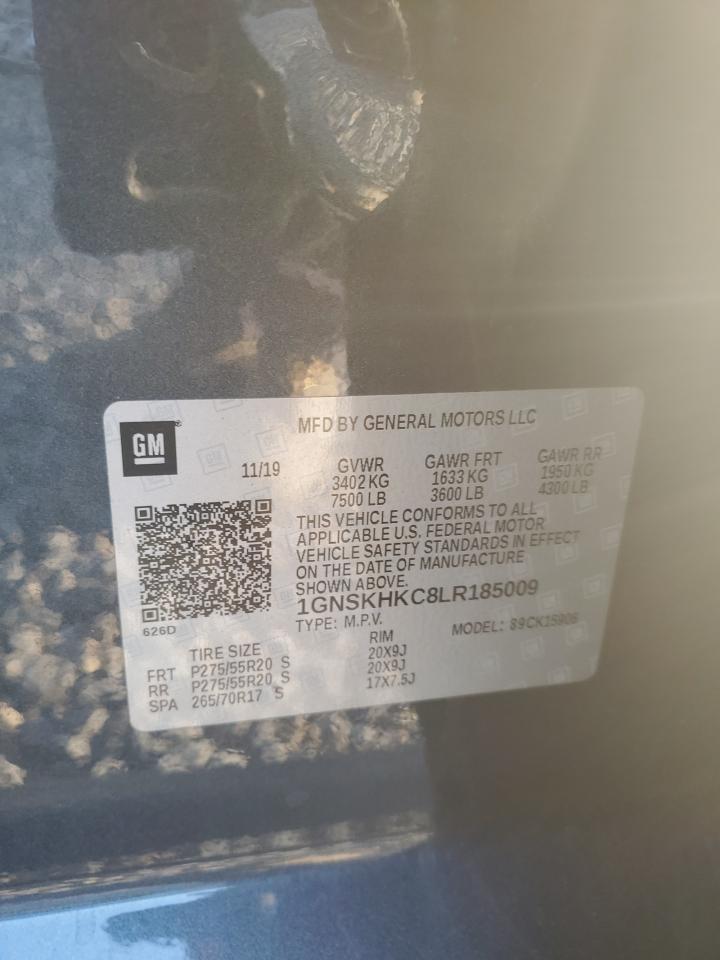 GM
MFD BY GENERAL MOTORS LLC
11/19 GVWR GAWR FRT GAWR RR
3402 KG 1633 KG 1950 KG
7500 LB 3600 LB 4300 LB
THIS VEHICLE CONFORMS TO ALL
APPLICABLE U.S. FEDERAL MOTOR
VEHICLE SAFETY STANDARDS IN EFFECT
ON THE DATE OF MANUFACTURE
SHOWN ABOVE.
1GNSKHKC8LR185009
626D
TYPE: M.P.V. MODEL: 89CK15906
TIRE SIZE RIM
FRT P275/55R20 S 20X9J
RR P275/55R20 S 20X9J
SPA 265/70R17 S 17X7.5J